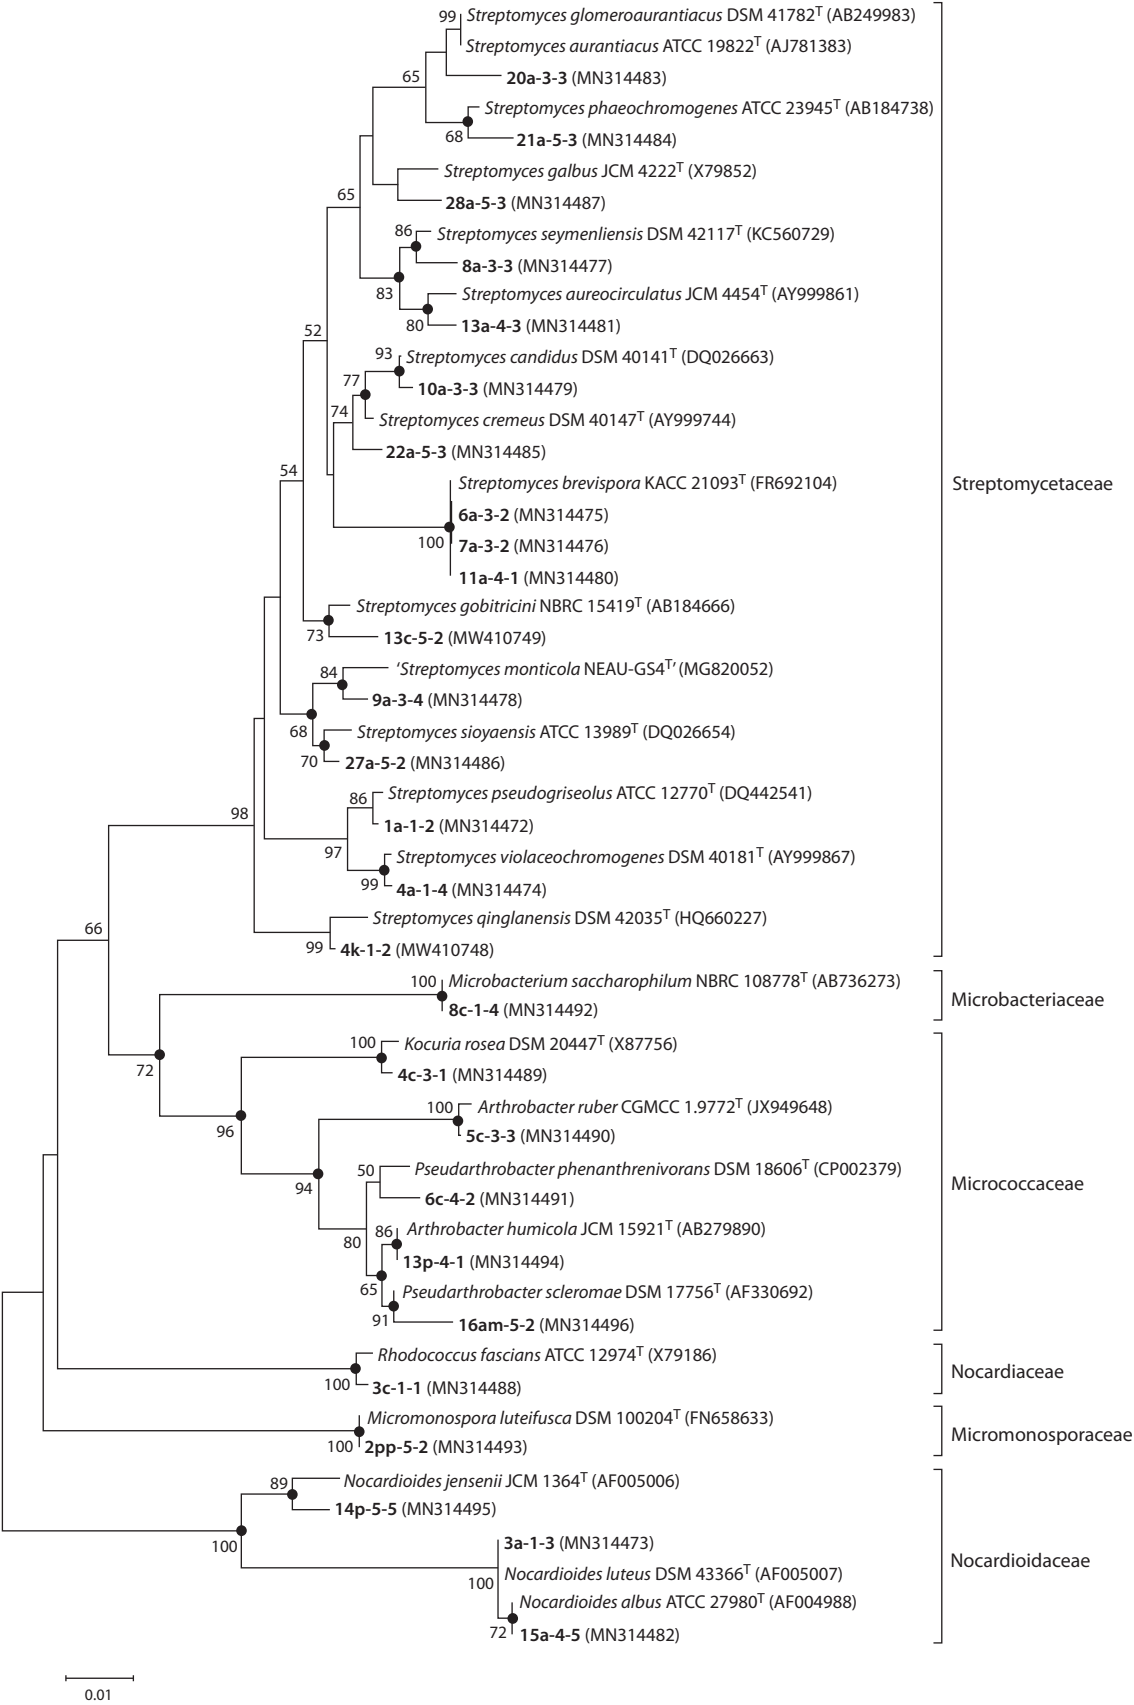 99 Streptomyces glomeroaurantiacus DSM 41782T (AB249983)
Streptomyces aurantiacus ATCC 19822T (AJ781383)
65
20a-3-3 (MN314483)
Streptomyces phaeochromogenes ATCC 23945T (AB184738)
68
21a-5-3 (MN314484)
Streptomyces galbus JCM 4222T (X79852)
65
28a-5-3 (MN314487)
86 Streptomyces seymenliensis DSM 42117T (KC560729)
8a-3-3 (MN314477)
83
Streptomyces aureocirculatus JCM 4454T (AY999861)
80 13a-4-3 (MN314481)
52
93 Streptomyces candidus DSM 40141T (DQ026663)
77
10a-3-3 (MN314479)
74
Streptomyces cremeus DSM 40147T (AY999744)
22a-5-3 (MN314485)
54
Streptomyces brevispora KACC 21093T (FR692104)
Streptomycetaceae
6a-3-2 (MN314475)
100
7a-3-2 (MN314476)
11a-4-1 (MN314480)
Streptomyces gobitricini NBRC 15419T (AB184666)
73
13c-5-2 (MW410749)
84 ‘Streptomyces monticola NEAU-GS4T’ (MG820052)
9a-3-4 (MN314478)
68
Streptomyces sioyaensis ATCC 13989T (DQ026654)
70 27a-5-2 (MN314486)
86 Streptomyces pseudogriseolus ATCC 12770T (DQ442541)
98
1a-1-2 (MN314472)
97
Streptomyces violaceochromogenes DSM 40181T (AY999867)
99 4a-1-4 (MN314474)
Streptomyces qinglanensis DSM 42035T (HQ660227)
66
99 4k-1-2 (MW410748)
100 Microbacterium saccharophilum NBRC 108778T (AB736273)
Microbacteriaceae
8c-1-4 (MN314492)
100 Kocuria rosea DSM 20447T (X87756)
72
4c-3-1 (MN314489)
100 Arthrobacter ruber CGMCC 1.9772T (JX949648)
96
5c-3-3 (MN314490)
50 Pseudarthrobacter phenanthrenivorans DSM 18606T (CP002379)
94
Micrococcaceae
6c-4-2 (MN314491)
86 Arthrobacter humicola JCM 15921T (AB279890)
80
13p-4-1 (MN314494)
65
Pseudarthrobacter scleromae DSM 17756T (AF330692)
91
16am-5-2 (MN314496)
Rhodococcus fascians ATCC 12974T (X79186)
Nocardiaceae
100 3c-1-1 (MN314488)
Micromonospora luteifusca DSM 100204T (FN658633)
Micromonosporaceae
100 2pp-5-2 (MN314493)
89 Nocardioides jensenii JCM 1364T (AF005006)
14p-5-5 (MN314495)
100
3a-1-3 (MN314473)
Nocardioidaceae
100
Nocardioides luteus DSM 43366T (AF005007)
Nocardioides albus ATCC 27980T (AF004988)
72 15a-4-5 (MN314482)
0.01